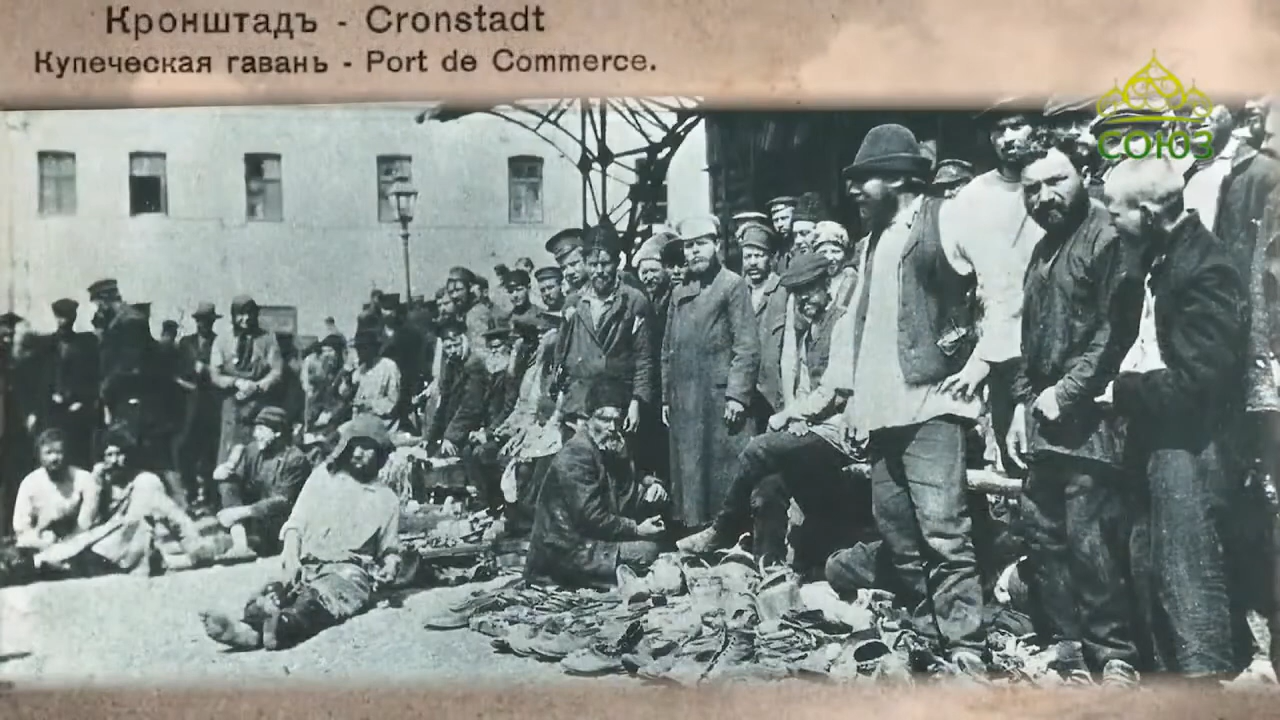 Кронштадъ - Cronstadt
Купеческая гавань - Port de Commerce.
СОЮЗ